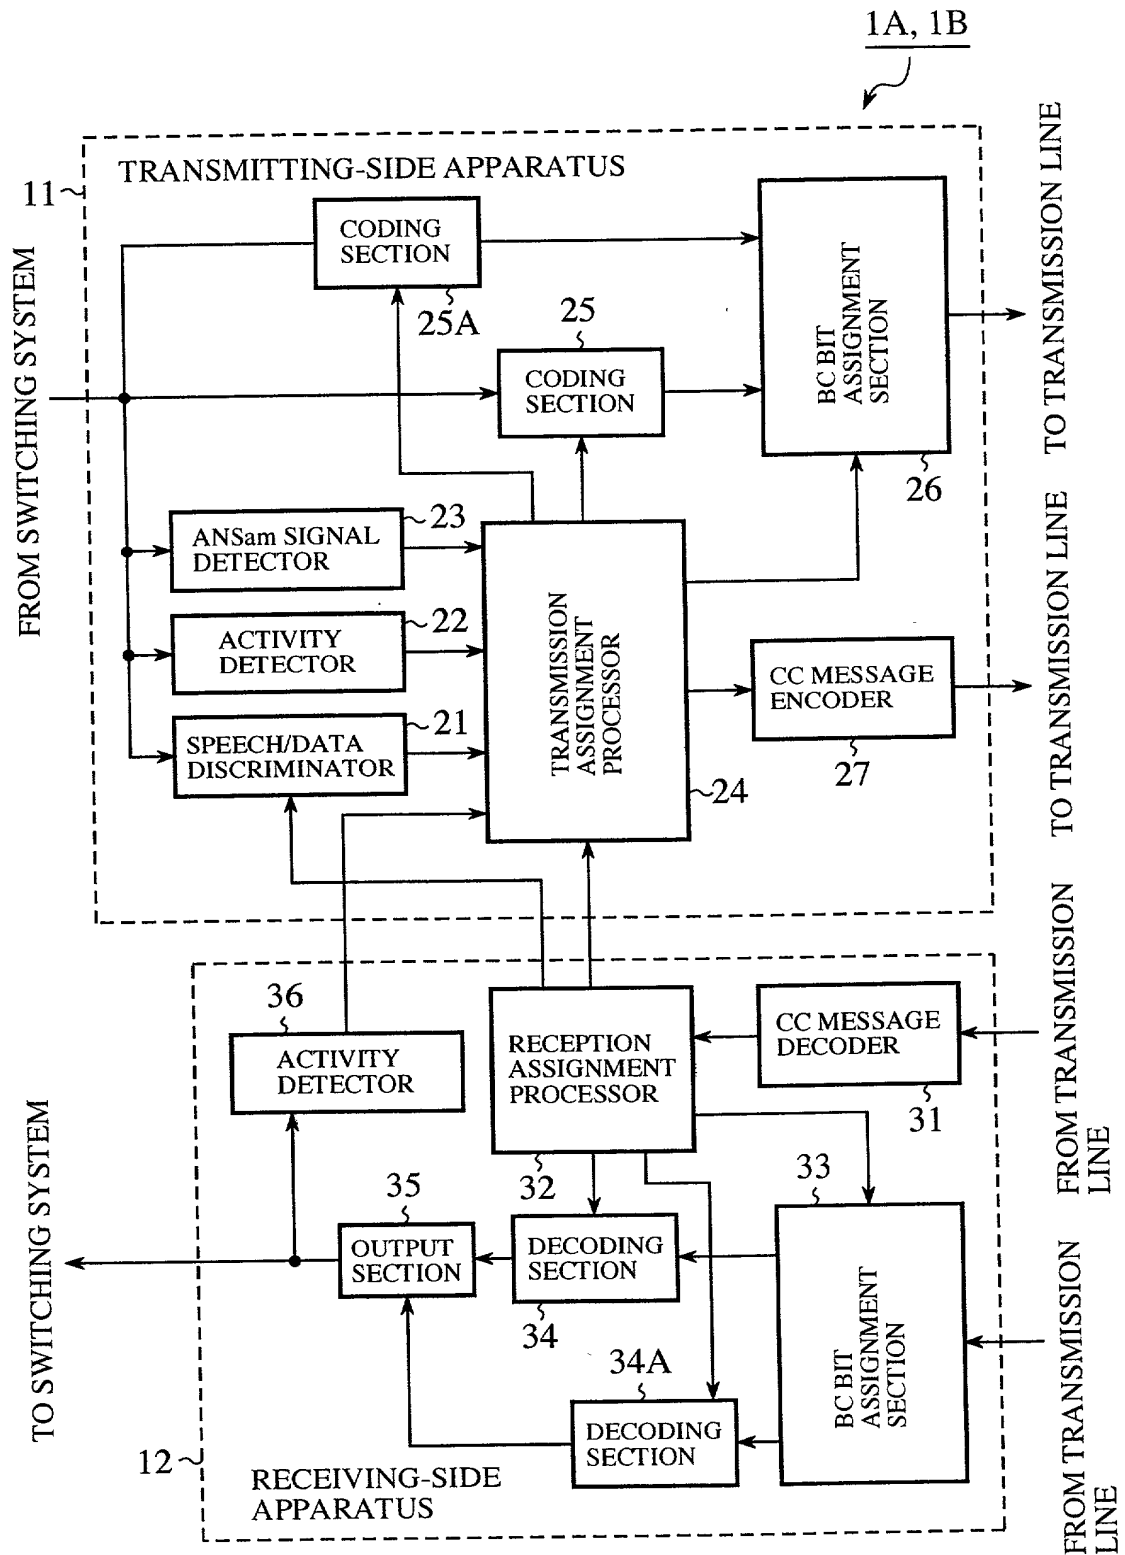 1A, 1B
TRANSMITTING-SIDE APPARATUS
11
CODING
SECTION
25A
25
CODING
SECTION
BC BIT
ASSIGNMENT
SECTION
26
TO TRANSMISSION LINE
FROM SWITCHING SYSTEM
23
ANSam SIGNAL
DETECTOR
22
ACTIVITY
DETECTOR
21
SPEECH/DATA
DISCRIMINATOR
TRANSMISSION
ASSIGNMENT
PROCESSOR
24
CC MESSAGE
ENCODER
27
TO TRANSMISSION LINE
36
ACTIVITY
DETECTOR
RECEPTION
ASSIGNMENT
PROCESSOR
32
CC MESSAGE
DECODER
31
FROM TRANSMISSION
LINE
TO SWITCHING SYSTEM
35
OUTPUT
SECTION
DECODING
SECTION
34
33
BC BIT
ASSIGNMENT
SECTION
34A
DECODING
SECTION
FROM TRANSMISSION
LINE
12
RECEIVING-SIDE
APPARATUS